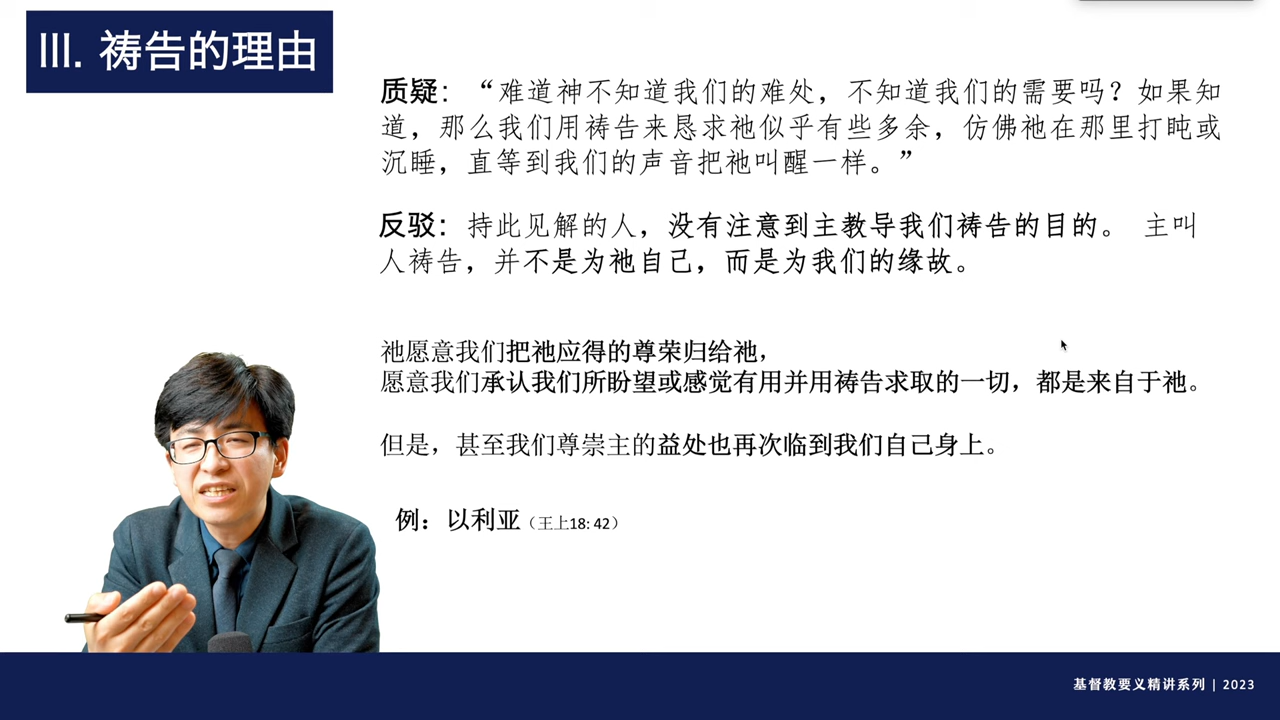 III. 祷告的理由
质疑：“难道神不知道我们的难处，不知道我们的需要吗？如果知
道，那么我们用祷告来恳求祂似乎有些多余，仿佛祂在那里打盹或
沉睡，直等到我们的声音把祂叫醒一样。”
反驳：持此见解的人，没有注意到主教导我们祷告的目的。 主叫
人祷告，并不是为祂自己，而是为我们的缘故。
祂愿意我们把祂应得的尊荣归给祂，
愿意我们承认我们所盼望或感觉有用并用祷告求取的一切，都是来自于祂。
但是，甚至我们尊崇主的益处也再次临到我们自己身上。
例：以利亚（王上18: 42）
基督教要义精讲系列 | 2023